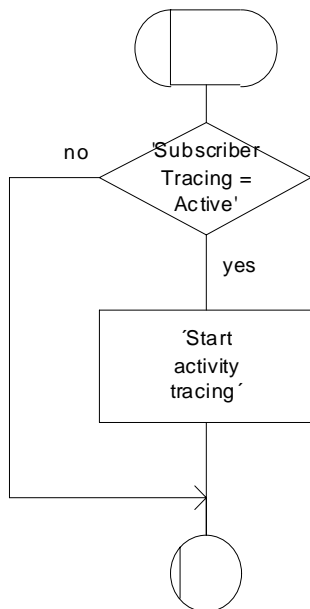 'Subscriber
no
Tracing =
Active'
yes
´Start
activity
tracing´